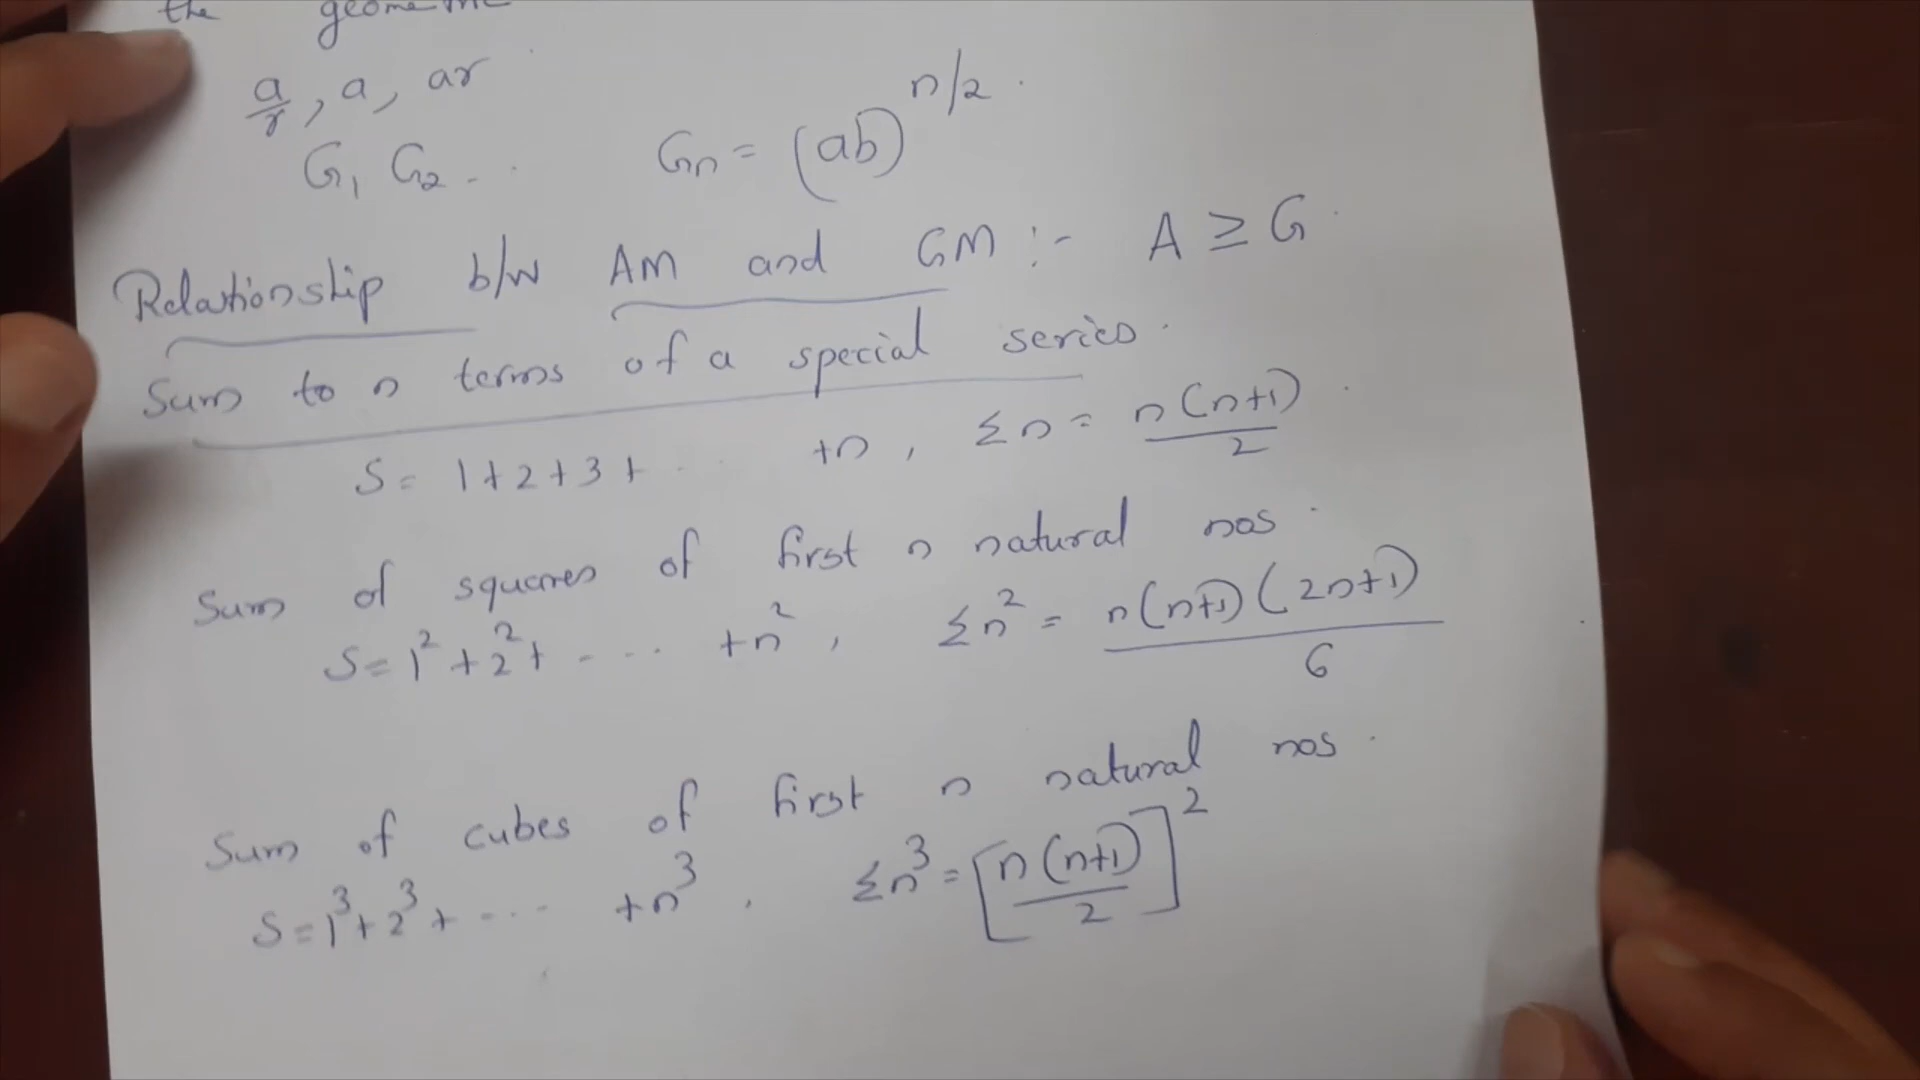 the geometric
a/r, a, ar
G₁ G₂ - . . Gn = (ab)^n/2 .
Relationship b/w AM and GM :- A ≥ G .
Sum to n terms of a special series .
S = 1+2+3+ . . . +n , Σn = n(n+1)/2 .
Sum of squares of first n natural nos .
S = 1²+2²+ - . . . +n² , Σn² = n(n+1)(2n+1)/6
Sum of cubes of first n natural nos .
S = 1³+2³+ - . . . +n³ . Σn³ = [n(n+1)/2]²